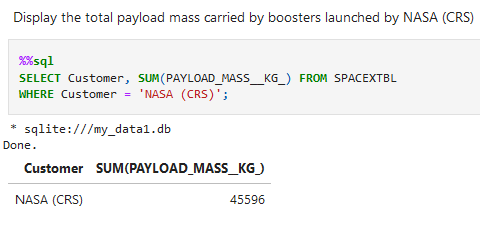 Display the total payload mass carried by boosters launched by NASA (CRS)
%%sql
SELECT Customer, SUM(PAYLOAD_MASS__KG_) FROM SPACEXTBL
WHERE Customer = 'NASA (CRS)';
* sqlite:///my_data1.db
Done.
Customer SUM(PAYLOAD_MASS__KG_)
NASA (CRS) 45596